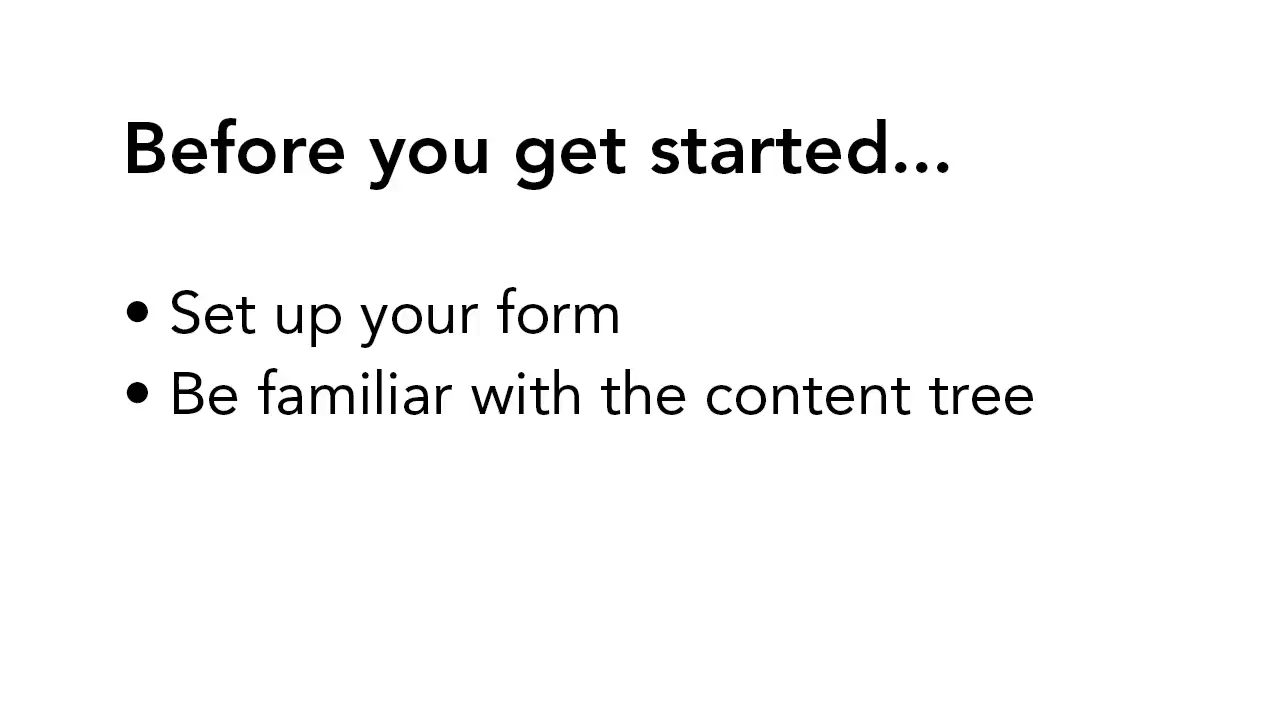 Before you get started...
• Set up your form
• Be familiar with the content tree